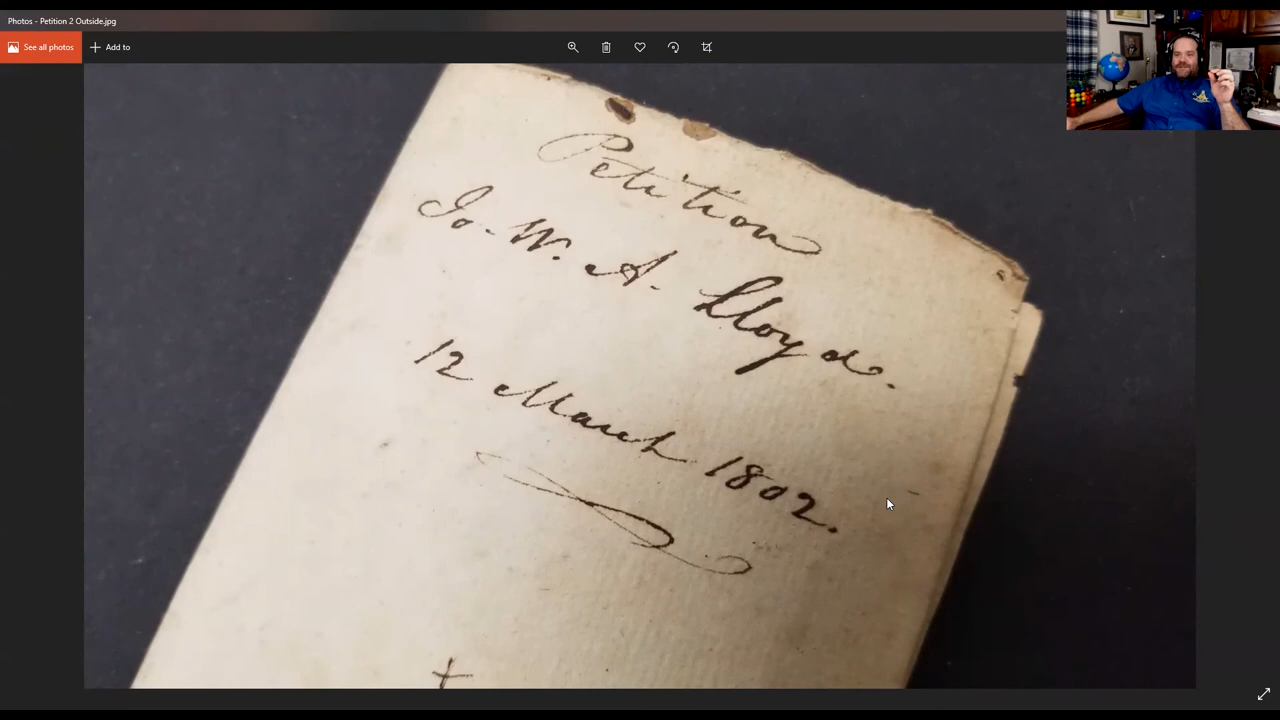 Photos - Petition 2 Outside.jpg
See all photos
Add to
Petition
Jo - W. A. Lloyd.
12 March 1802.